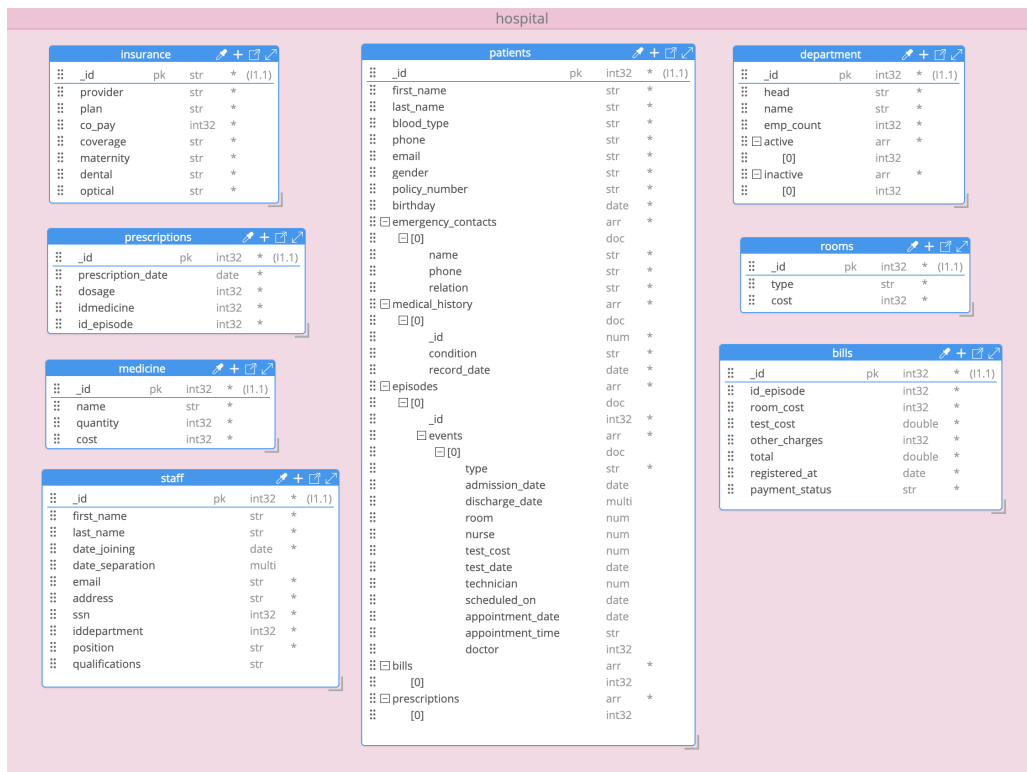 hospital
insurance
_id pk str * (I1.1)
provider str *
plan str *
co_pay int32 *
coverage str *
maternity str *
dental str *
optical str *
prescriptions
_id pk int32 * (I1.1)
prescription_date date *
dosage int32 *
idmedicine int32 *
id_episode int32 *
medicine
_id pk int32 * (I1.1)
name str *
quantity int32 *
cost int32 *
staff
_id pk int32 * (I1.1)
first_name str *
last_name str *
date_joining date *
date_separation multi
email str *
address str *
ssn int32 *
iddepartment int32 *
position str *
qualifications str
patients
_id pk int32 * (I1.1)
first_name str *
last_name str *
blood_type str *
phone str *
email str *
gender str *
policy_number str *
birthday date *
emergency_contacts arr *
[0] doc
name str *
phone str *
relation str *
medical_history arr *
[0] doc
_id num *
condition str *
record_date date *
episodes arr *
[0] doc
_id int32 *
events arr *
[0] doc
type str *
admission_date date
discharge_date multi
room num
nurse num
test_cost num
test_date date
technician num
scheduled_on date
appointment_date date
appointment_time str
doctor int32
bills arr *
[0] int32
prescriptions arr *
[0] int32
department
_id pk int32 * (I1.1)
head str *
name str *
emp_count int32 *
active arr *
[0] int32
inactive arr *
[0] int32
rooms
_id pk int32 * (I1.1)
type str *
cost int32 *
bills
_id pk int32 * (I1.1)
id_episode int32 *
room_cost int32 *
test_cost double *
other_charges int32 *
total double *
registered_at date *
payment_status str *